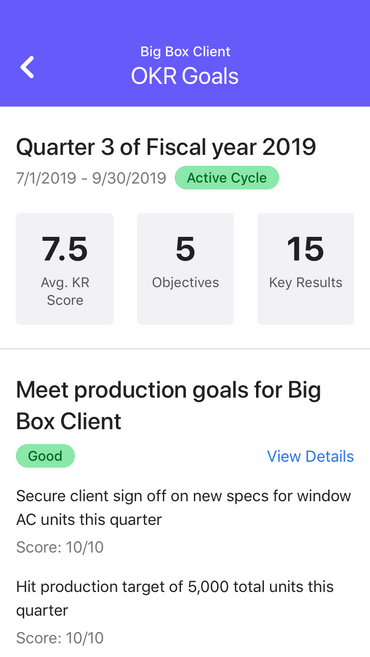 Big Box Client
OKR Goals
Quarter 3 of Fiscal year 2019
7/1/2019 - 9/30/2019 Active Cycle
7.5
Avg. KR
Score
5
Objectives
15
Key Results
Meet production goals for Big
Box Client
Good
View Details
Secure client sign off on new specs for window
AC units this quarter
Score: 10/10
Hit production target of 5,000 total units this
quarter
Score: 10/10